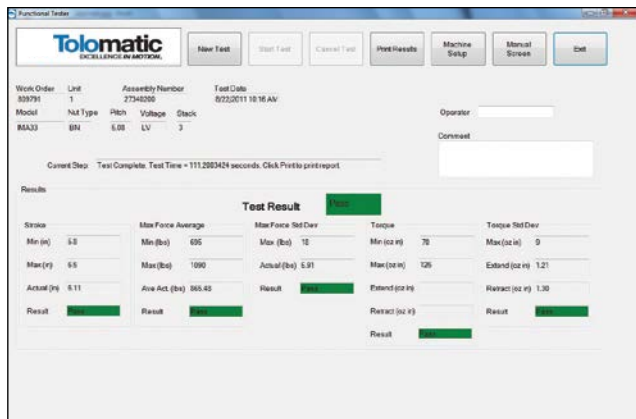 Functional Tester
Tolomatic
EXCELLENCE IN MOTION.
New Test Start Test Cancel Test Print Results Machine Setup Manual Screen Exit
Work Order Unit Assembly Number Test Date
1 27340200 8/22/2011 10:16 AM
Model Nut Type Pitch Voltage Stack
IMA33 BN 5.08 LV 3
Operator
Comment
Current Step: Test Complete. Test Time = 111.2003424 seconds. Click Print to print report.
Results
Test Result Pass
Stroke Max Force Average Max Force Std Dev Torque Torque Std Dev
Min (in) Min (lbs) 695 Max (lbs) 18 Min (oz in) 78 Max (oz in) 9
Max (in) Max (lbs) 1090 Actual (lbs) 5.91 Max (oz in) 126 Extend (oz in) 1.21
Actual (in) 6.11 Ave Act. (lbs) 865.48 Result Pass Extend (oz in) Retract (oz in) 1.30
Result Pass Result Pass Retract (oz in) Result Pass
Result Pass